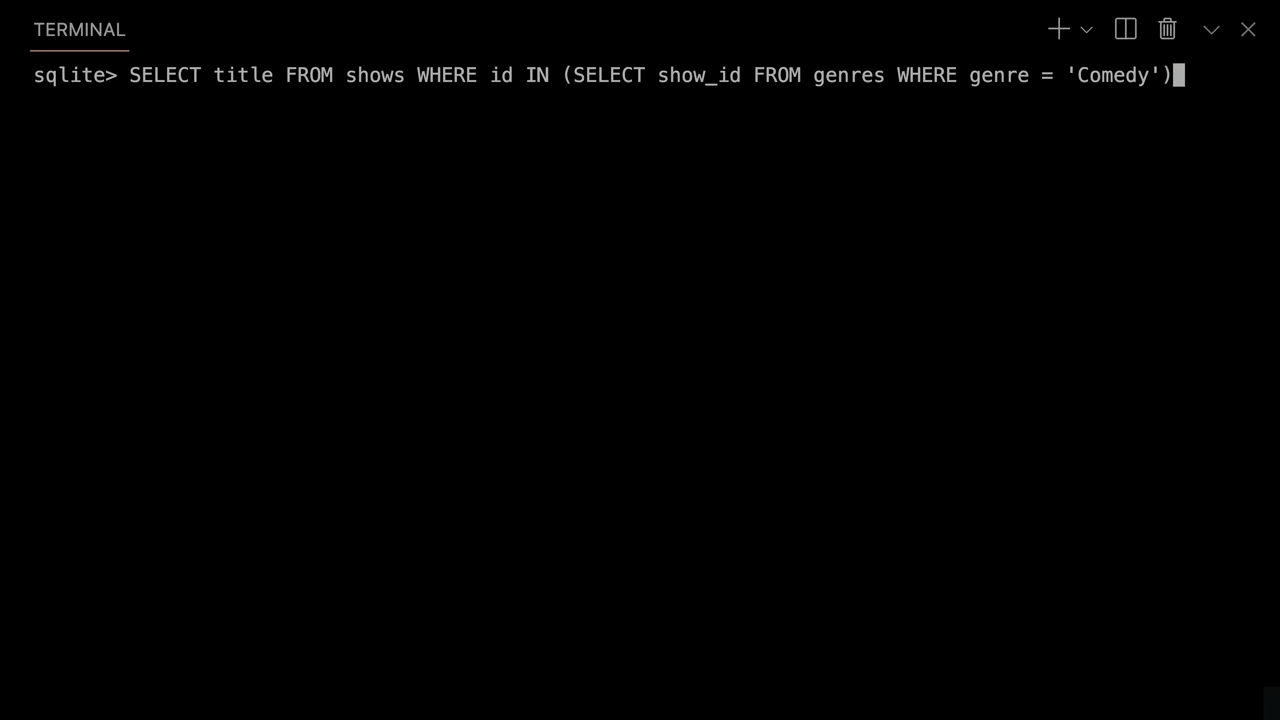 TERMINAL
sqlite> SELECT title FROM shows WHERE id IN (SELECT show_id FROM genres WHERE genre = 'Comedy')